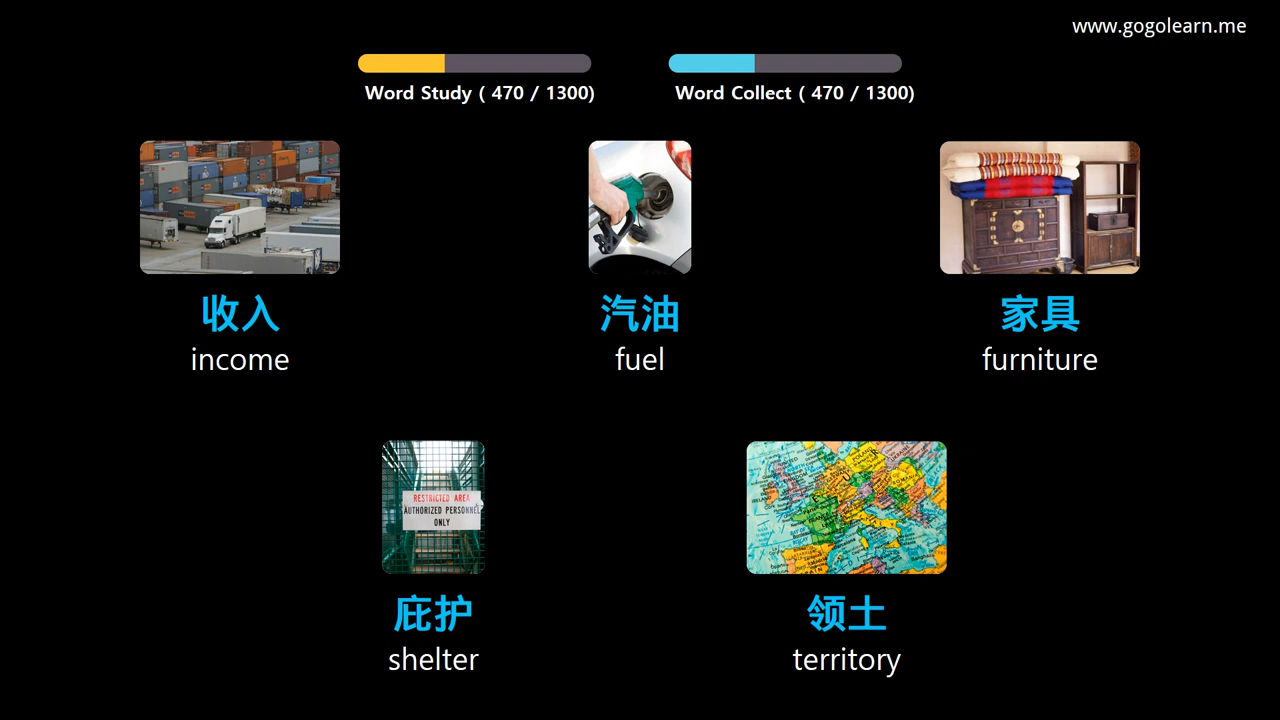 www.gogolearn.me
Word Study ( 470 / 1300)
Word Collect ( 470 / 1300)
收入
income
汽油
fuel
家具
furniture
RESTRICTED AREA
AUTHORIZED PERSONNEL
ONLY
庇护
shelter
领土
territory